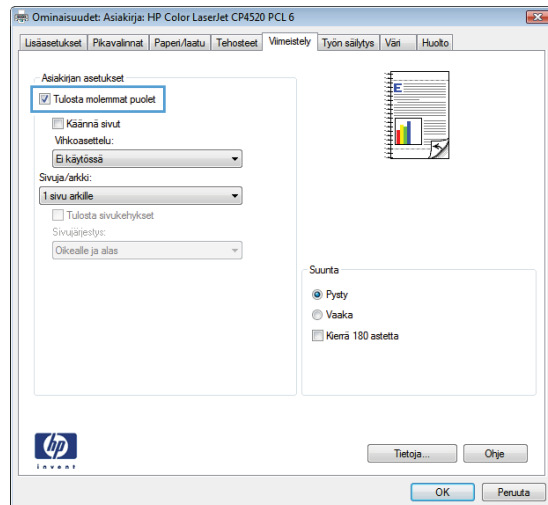 Ominaisuudet: Asiakirja: HP Color LaserJet CP4520 PCL 6
Lisäasetukset Pikavalinnat Paperi/laatu Tehosteet Viimeistely Työn säilytys Väri Huolto
Asiakirjan asetukset
Tulosta molemmat puolet
Käännä sivut
Vihkoasettelu:
Ei käytössä
Sivuja/arkki:
1 sivu arkille
Tulosta sivukehykset
Sivujärjestys:
Oikealle ja alas
E
Suunta
Pysty
Vaaka
Kierrä 180 astetta
hp
invent
Tietoja... Ohje
OK Peruuta